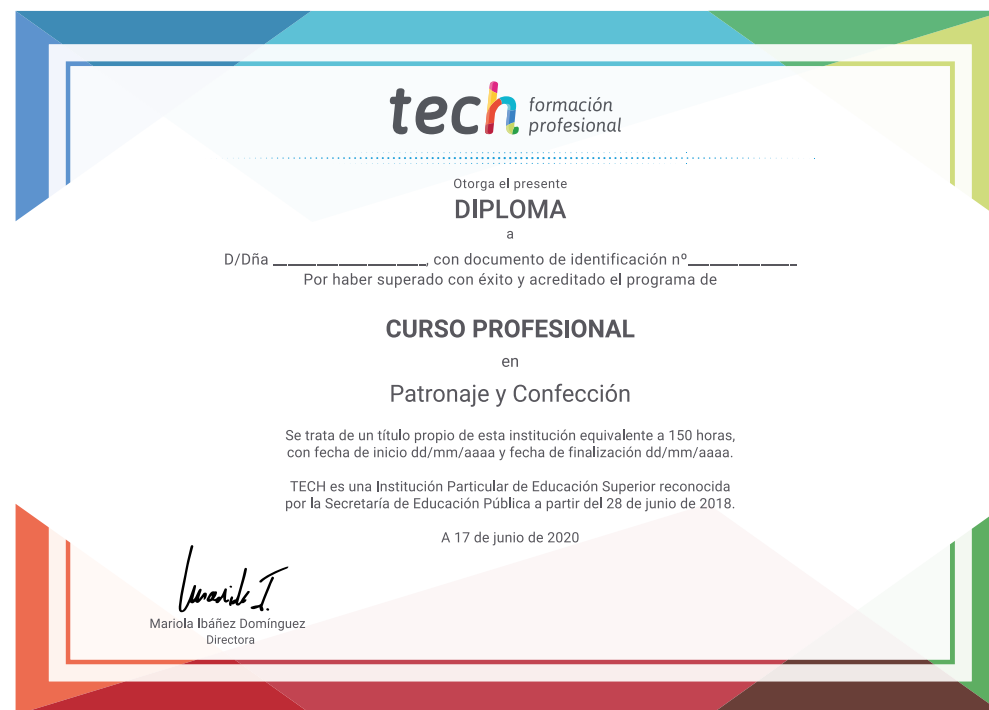 tech formación
profesional
Otorga el presente
DIPLOMA
a
D/Dña ____________________, con documento de identificación nº______________
Por haber superado con éxito y acreditado el programa de
CURSO PROFESIONAL
en
Patronaje y Confección
Se trata de un título propio de esta institución equivalente a 150 horas,
con fecha de inicio dd/mm/aaaa y fecha de finalización dd/mm/aaaa.
TECH es una Institución Particular de Educación Superior reconocida
por la Secretaría de Educación Pública a partir del 28 de junio de 2018.
A 17 de junio de 2020
Mariola Ibáñez Domínguez
Directora